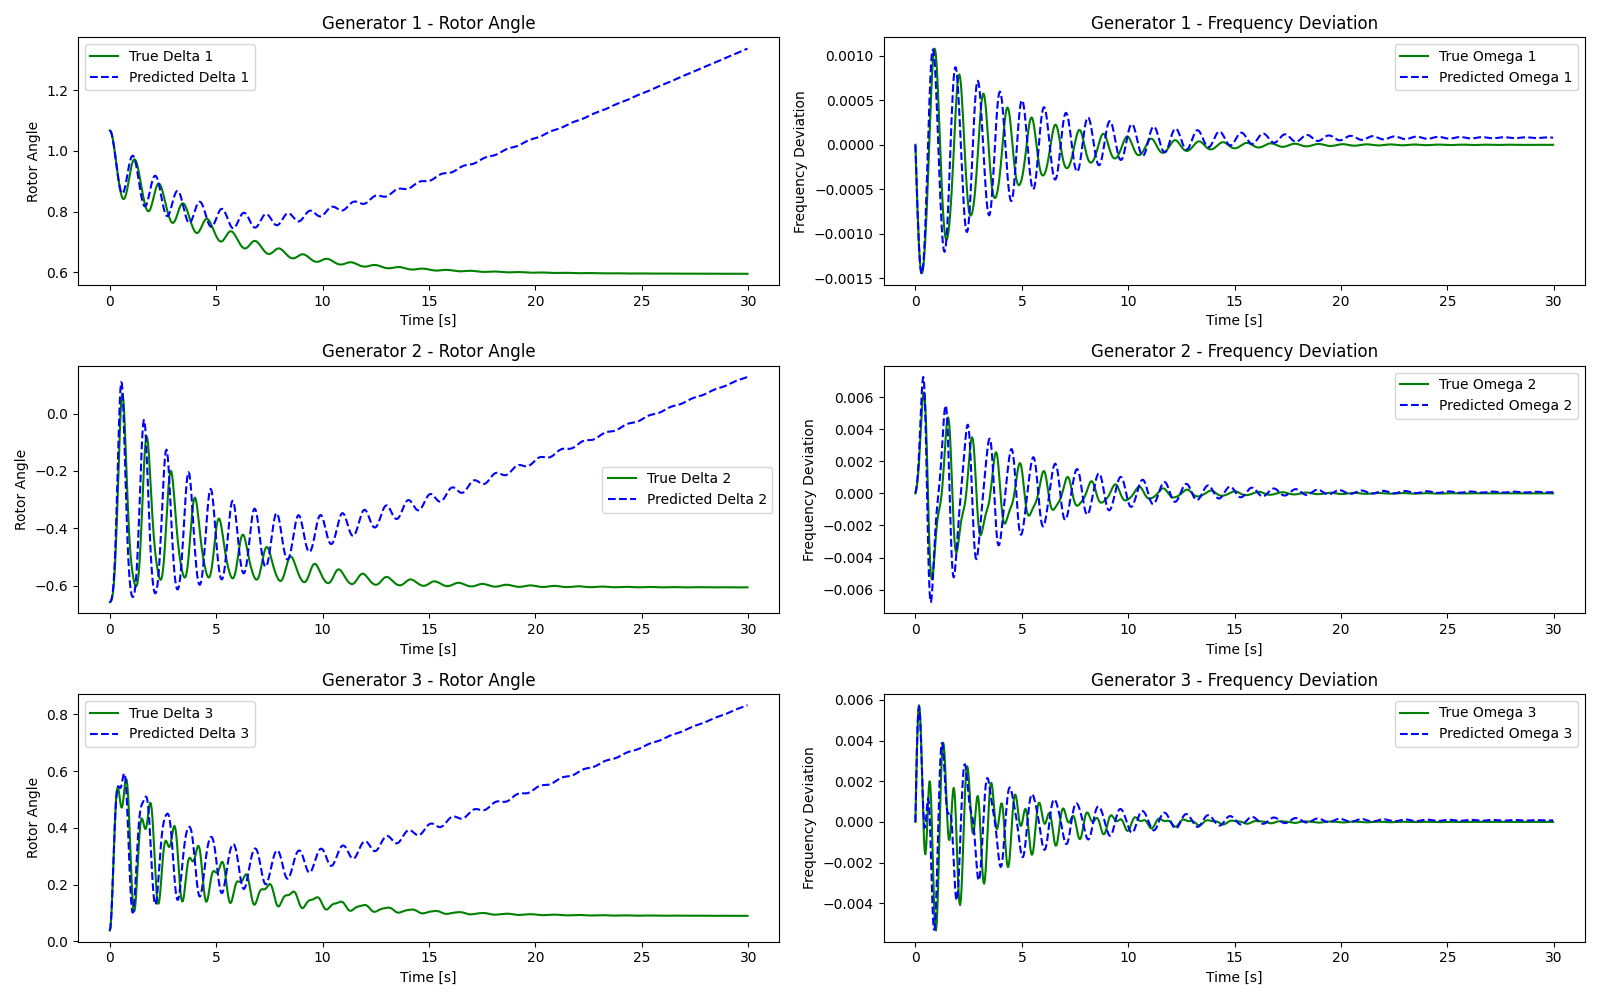 Generator 1 - Rotor Angle
True Delta 1
Predicted Delta 1
Rotor Angle
1.2
1.0
0.8
0.6
0 5 10 15 20 25 30
Time [s]
Generator 1 - Frequency Deviation
True Omega 1
Predicted Omega 1
Frequency Deviation
0.0010
0.0005
0.0000
−0.0005
−0.0010
−0.0015
0 5 10 15 20 25 30
Time [s]
Generator 2 - Rotor Angle
True Delta 2
Predicted Delta 2
Rotor Angle
0.0
−0.2
−0.4
−0.6
0 5 10 15 20 25 30
Time [s]
Generator 2 - Frequency Deviation
True Omega 2
Predicted Omega 2
Frequency Deviation
0.006
0.004
0.002
0.000
−0.002
−0.004
−0.006
0 5 10 15 20 25 30
Time [s]
Generator 3 - Rotor Angle
True Delta 3
Predicted Delta 3
Rotor Angle
0.8
0.6
0.4
0.2
0.0
0 5 10 15 20 25 30
Time [s]
Generator 3 - Frequency Deviation
True Omega 3
Predicted Omega 3
Frequency Deviation
0.006
0.004
0.002
0.000
−0.002
−0.004
0 5 10 15 20 25 30
Time [s]